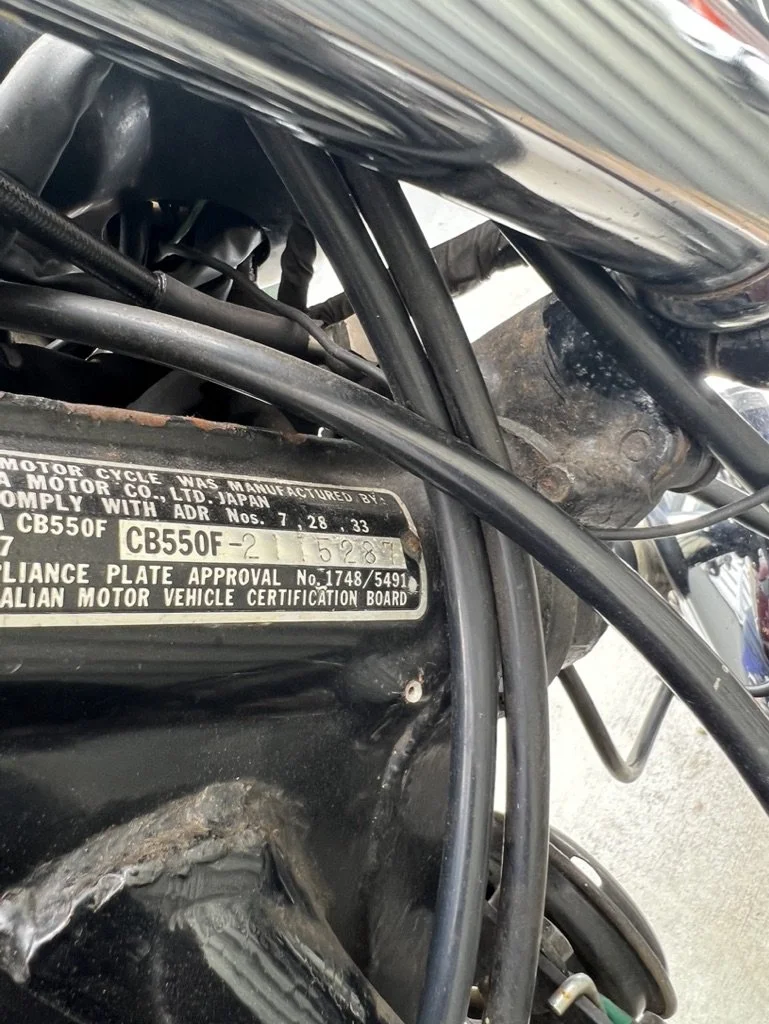 MOTOR CYCLE WAS MANUFACTURED BY:
A MOTOR CO., LTD. JAPAN
OMPLY WITH ADR Nos. 7 , 28 , 33
A CB550F
7 CB550F-2115287
PLIANCE PLATE APPROVAL No. 1748/5491
ALIAN MOTOR VEHICLE CERTIFICATION BOARD